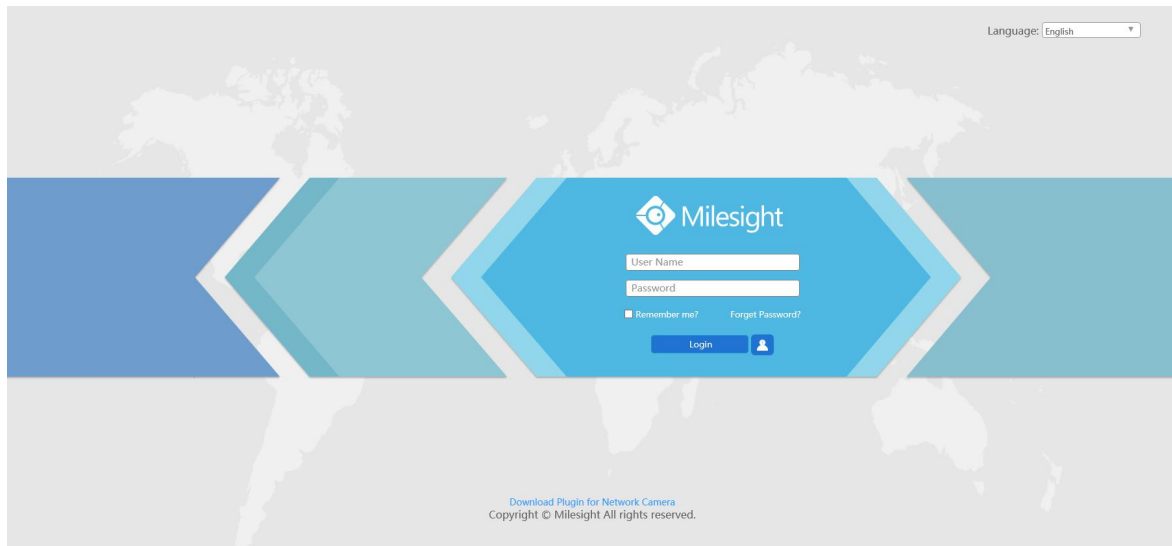 Language: English
Milesight
User Name
Password
Remember me? Forget Password?
Login
Download Plugin for Network Camera
Copyright © Milesight All rights reserved.